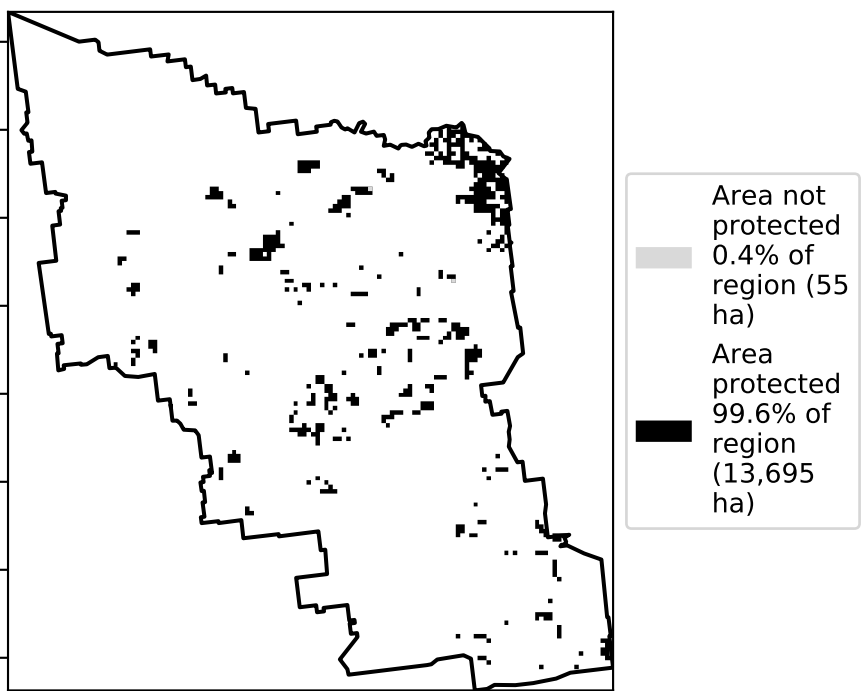 Area not
protected
0.4% of
region (55
ha)
Area
protected
99.6% of
region
(13,695
ha)